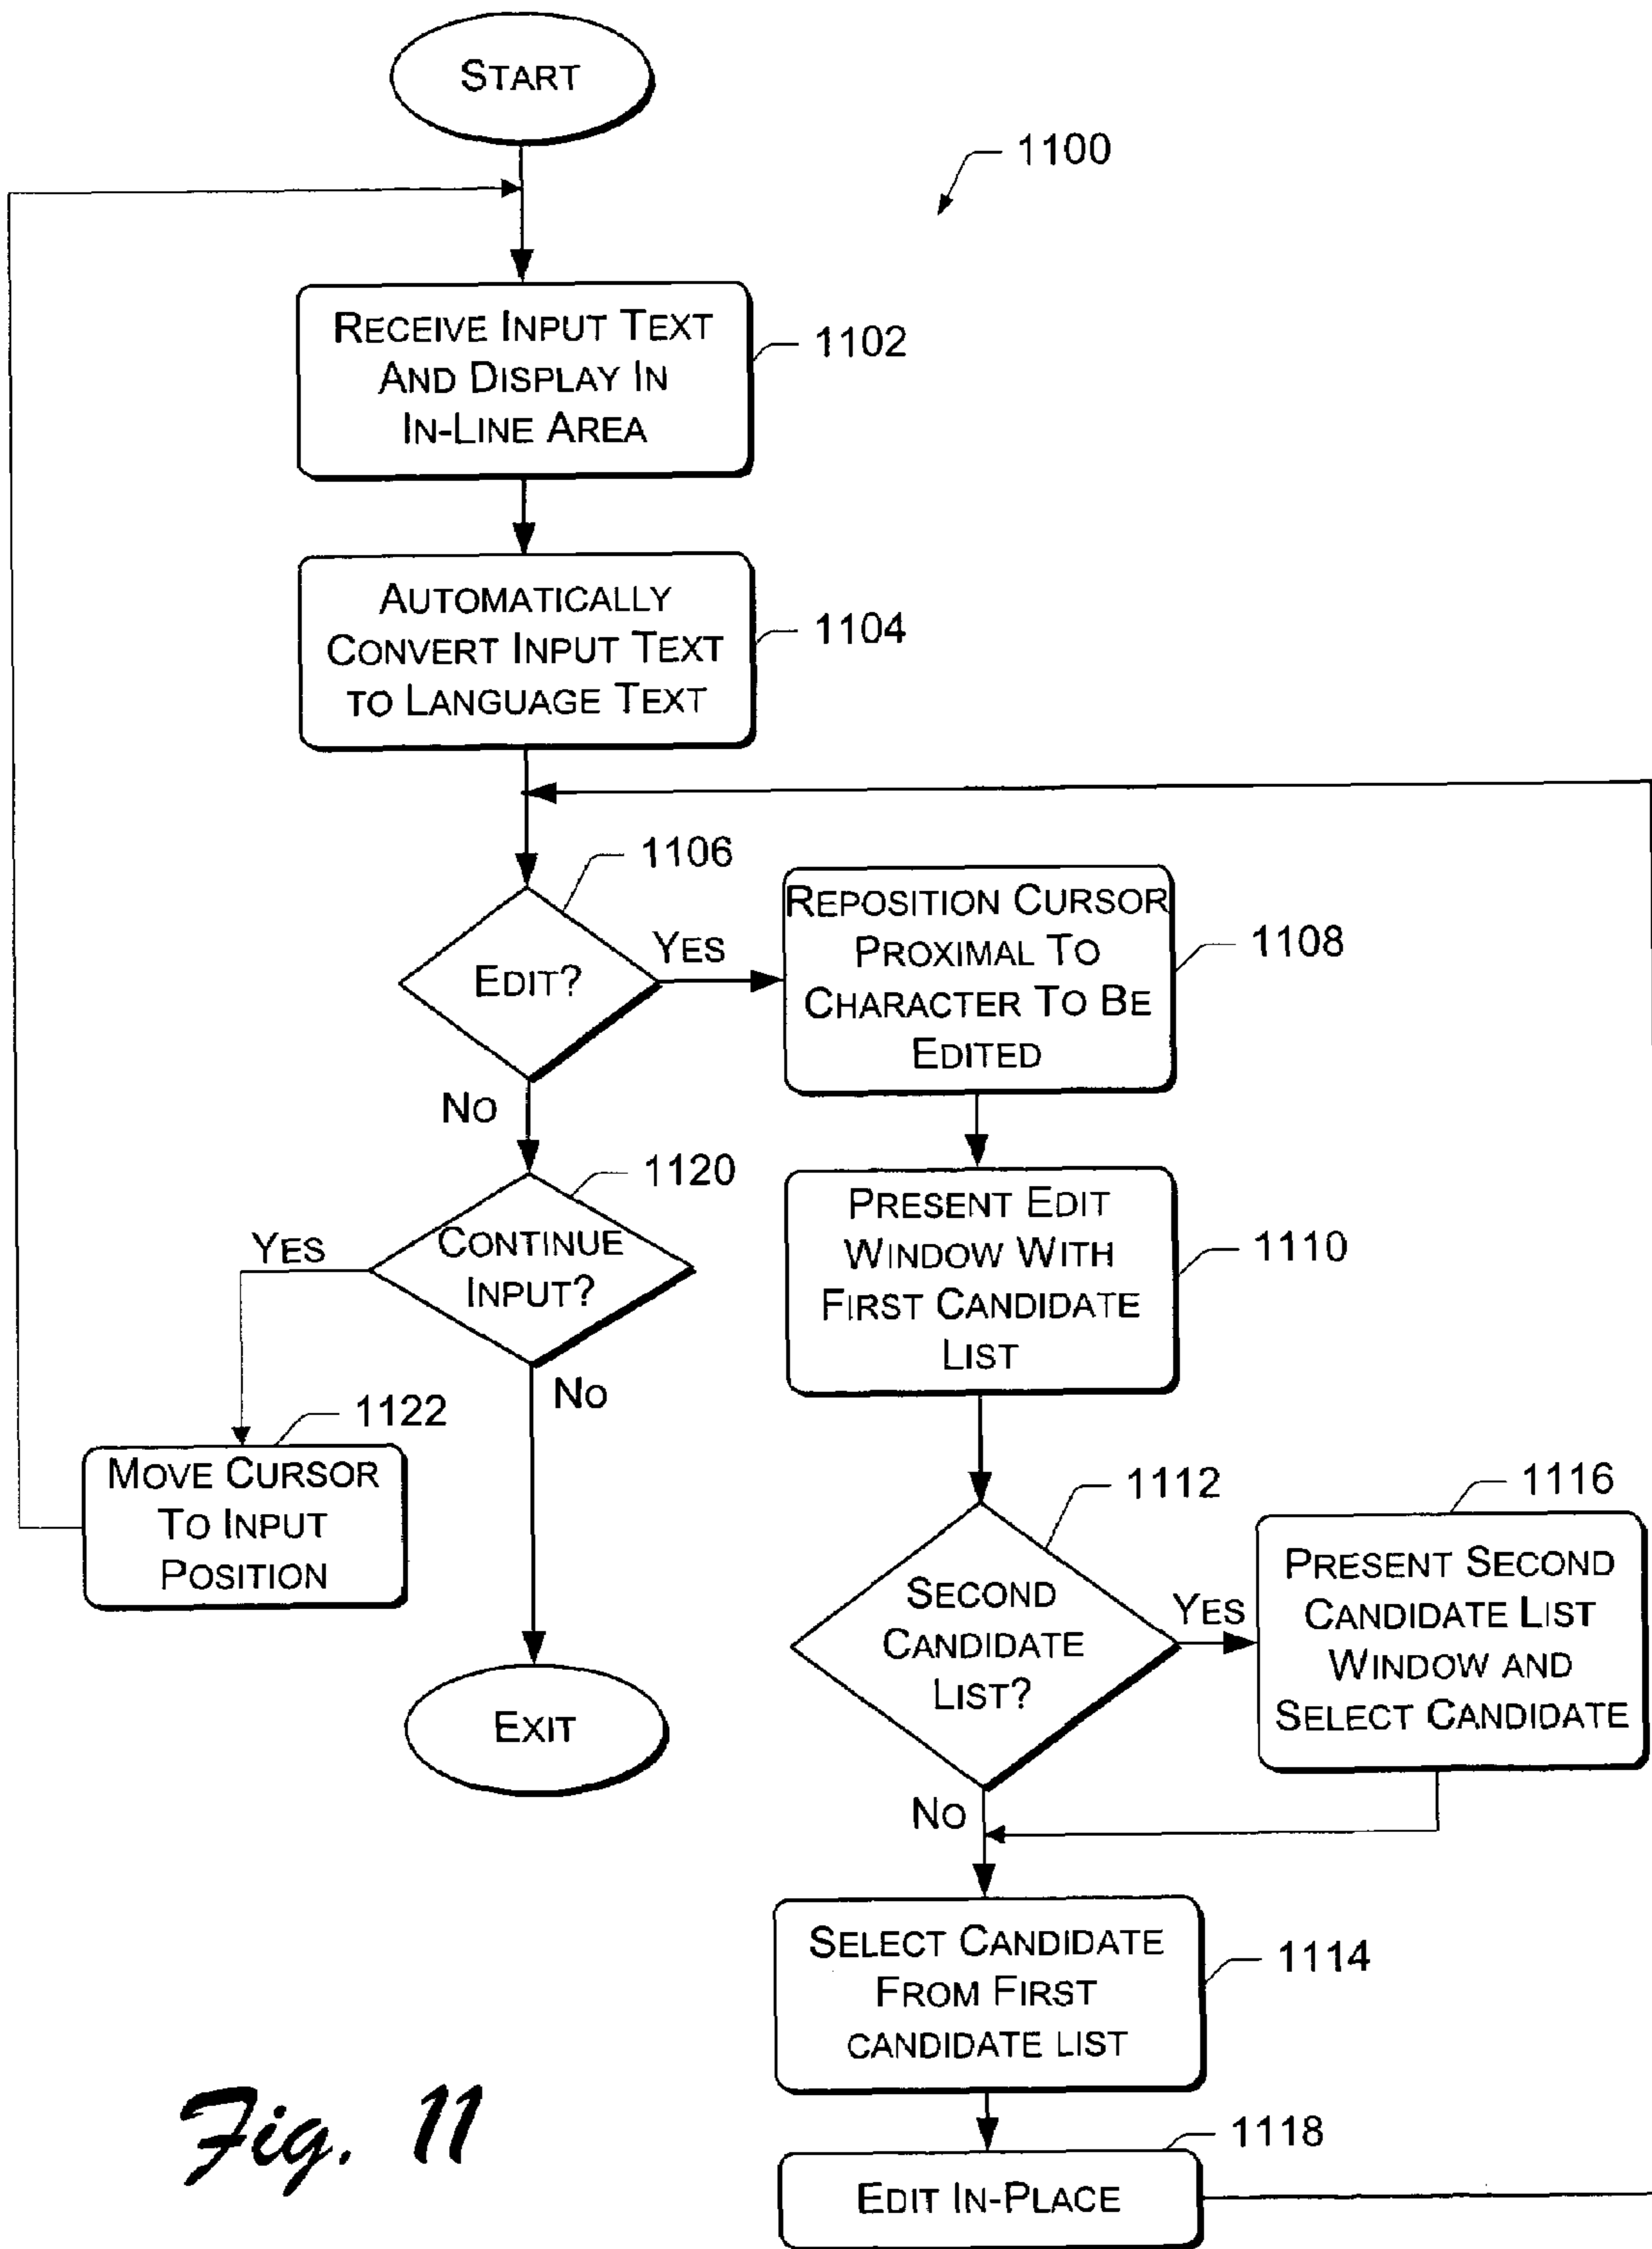 START
1100
RECEIVE INPUT TEXT
AND DISPLAY IN
IN-LINE AREA
1102
AUTOMATICALLY
CONVERT INPUT TEXT
TO LANGUAGE TEXT
1104
1106
EDIT?
YES
NO
REPOSITION CURSOR
PROXIMAL TO
CHARACTER TO BE
EDITED
1108
PRESENT EDIT
WINDOW WITH
FIRST CANDIDATE
LIST
1110
1120
CONTINUE
INPUT?
YES
NO
1122
MOVE CURSOR
TO INPUT
POSITION
EXIT
1112
SECOND
CANDIDATE
LIST?
YES
NO
1116
PRESENT SECOND
CANDIDATE LIST
WINDOW AND
SELECT CANDIDATE
SELECT CANDIDATE
FROM FIRST
CANDIDATE LIST
1114
1118
EDIT IN-PLACE
Fig. 11